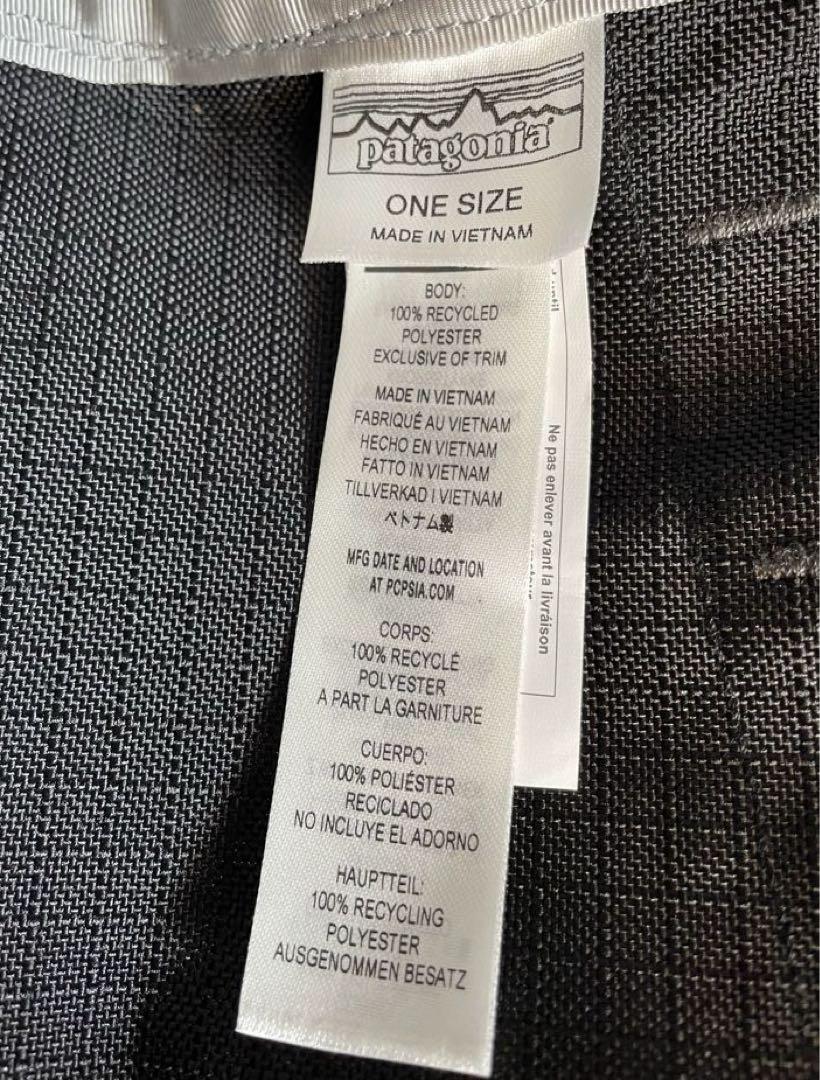 patagonia
ONE SIZE
MADE IN VIETNAM
BODY:
100% RECYCLED
POLYESTER
EXCLUSIVE OF TRIM
MADE IN VIETNAM
FABRIQUÉ AU VIETNAM
HECHO EN VIETNAM
FATTO IN VIETNAM
TILLVERKAD I VIETNAM
ベトナム製
MFG DATE AND LOCATION
AT PCPSIA.COM
CORPS:
100% RECYCLÉ
POLYESTER
A PART LA GARNITURE
CUERPO:
100% POLIÉSTER
RECICLADO
NO INCLUYE EL ADORNO
HAUPTTEIL:
100% RECYCLING
POLYESTER
AUSGENOMMEN BESATZ
Ne pas enlever avant la livráison